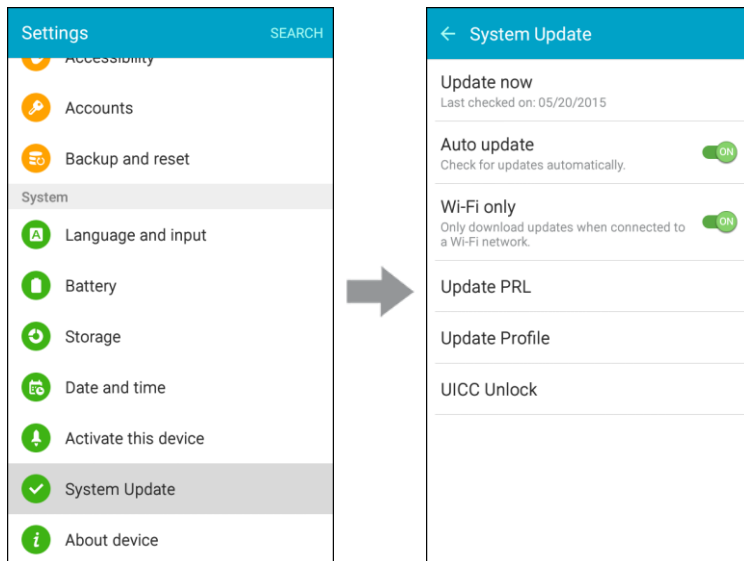 Settings
SEARCH
Accessibility
Accounts
Backup and reset
System
Language and input
Battery
Storage
Date and time
Activate this device
System Update
About device
System Update
Update now
Last checked on: 05/20/2015
Auto update
Check for updates automatically.
ON
Wi-Fi only
Only download updates when connected to
a Wi-Fi network.
ON
Update PRL
Update Profile
UICC Unlock